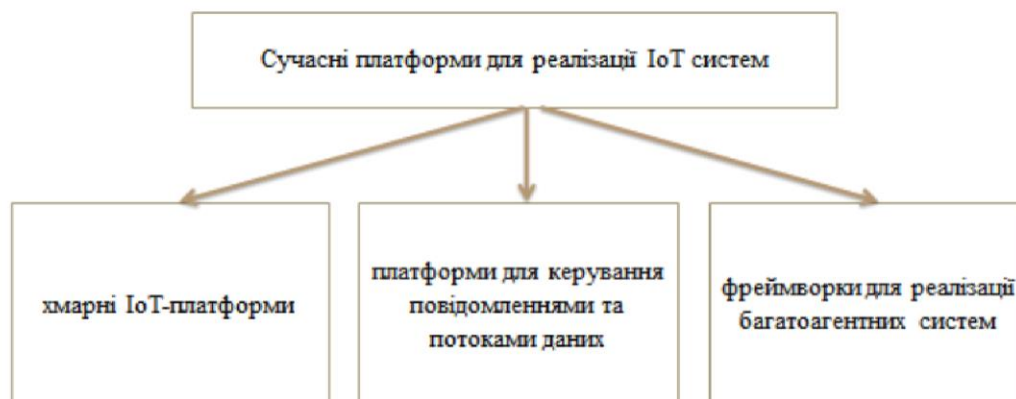 Сучасні платформи для реалізації IoT систем
хмарні IoT-платформи
платформи для керування
повідомленнями та
потоками даних
фреймворки для реалізації
багатоагентних систем